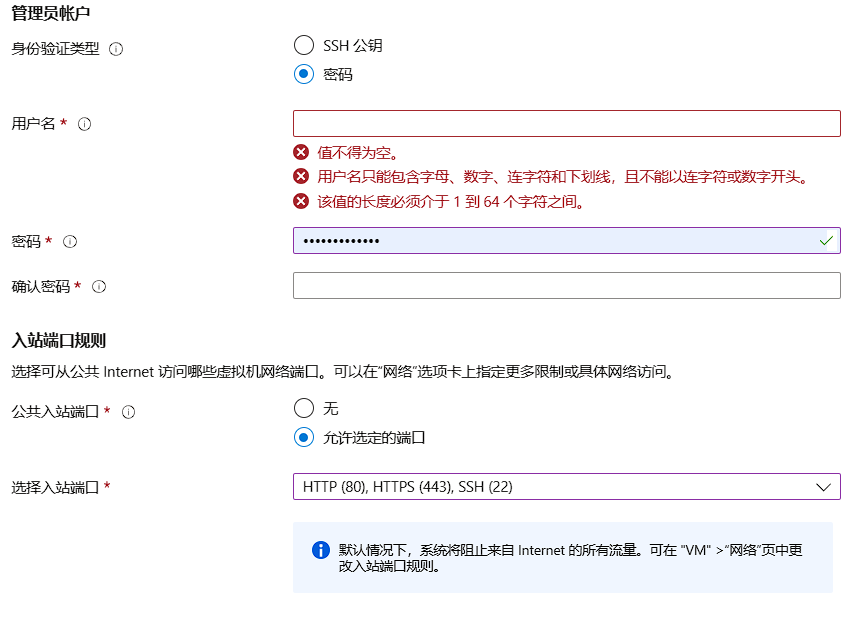 管理员帐户
身份验证类型
SSH 公钥
密码
用户名 *
值不得为空。
用户名只能包含字母、数字、连字符和下划线，且不能以连字符或数字开头。
该值的长度必须介于 1 到 64 个字符之间。
密码 *
•••••••••••••
确认密码 *
入站端口规则
选择可从公共 Internet 访问哪些虚拟机网络端口。可以在“网络”选项卡上指定更多限制或具体网络访问。
公共入站端口 *
无
允许选定的端口
选择入站端口 *
HTTP (80), HTTPS (443), SSH (22)
默认情况下，系统将阻止来自 Internet 的所有流量。可在 "VM" >“网络”页中更
改入站端口规则。